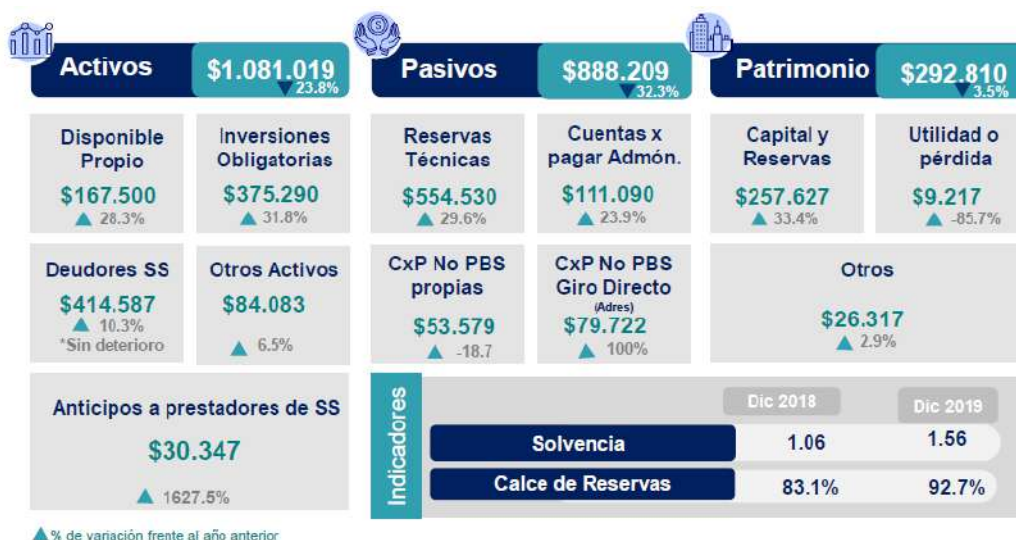 Activos
$1.081.019
▼23.8%
Pasivos
$888.209
▼32.3%
Patrimonio
$292.810
▼3.5%
Disponible
Propio
$167.500
▲ 28.3%
Inversiones
Obligatorias
$375.290
▲ 31.8%
Reservas
Técnicas
$554.530
▲ 29.6%
Cuentas x
pagar Admón.
$111.090
▲ 23.9%
Capital y
Reservas
$257.627
▲ 33.4%
Utilidad o
pérdida
$9.217
▲ -85.7%
Deudores SS
$414.587
▲ 10.3%
*Sin deterioro
Otros Activos
$84.083
▲ 6.5%
CxP No PBS
propias
$53.579
▲ -18.7
CxP No PBS
Giro Directo
(Adres)
$79.722
▲ 100%
Otros
$26.317
▲ 2.9%
Anticipos a prestadores de SS
$30.347
▲ 1627.5%
Indicadores
Dic 2018
Dic 2019
Solvencia 1.06 1.56
Calce de Reservas 83.1% 92.7%
▲% de variación frente al año anterior